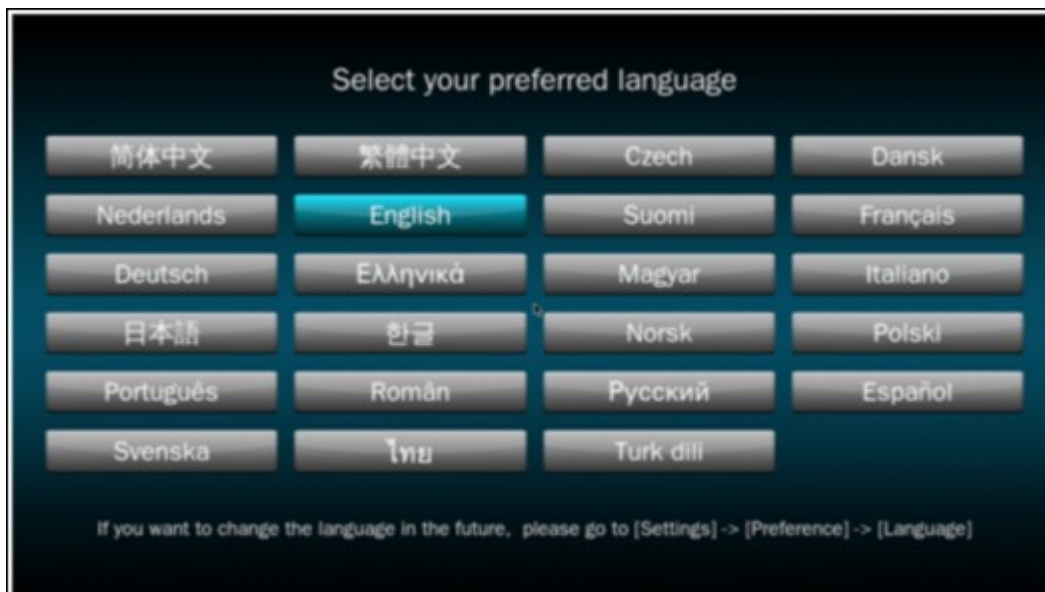 Select your preferred language
简体中文 繁體中文 Czech Dansk
Nederlands English Suomi Français
Deutsch Ελληνικά Magyar Italiano
日本語 한글 Norsk Polski
Português Român Русский Español
Svenska ไทย Turk dili
If you want to change the language in the future, please go to [Settings] -> [Preference] -> [Language]